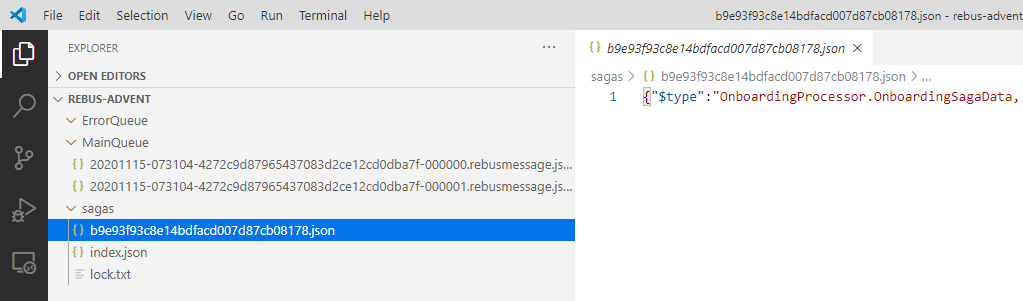 File Edit Selection View Go Run Terminal Help b9e93f93c8e14bdfacd007d87cb08178.json - rebus-advent
EXPLORER ...
OPEN EDITORS
REBUS-ADVENT
ErrorQueue
MainQueue
{} 20201115-073104-4272c9d87965437083d2ce12cd0dba7f-000000.rebusmessage.js...
{} 20201115-073104-4272c9d87965437083d2ce12cd0dba7f-000001.rebusmessage.js...
sagas
{} b9e93f93c8e14bdfacd007d87cb08178.json
{} index.json
lock.txt
{} b9e93f93c8e14bdfacd007d87cb08178.json ×
sagas > {} b9e93f93c8e14bdfacd007d87cb08178.json > ...
1 {"$type":"OnboardingProcessor.OnboardingSagaData,